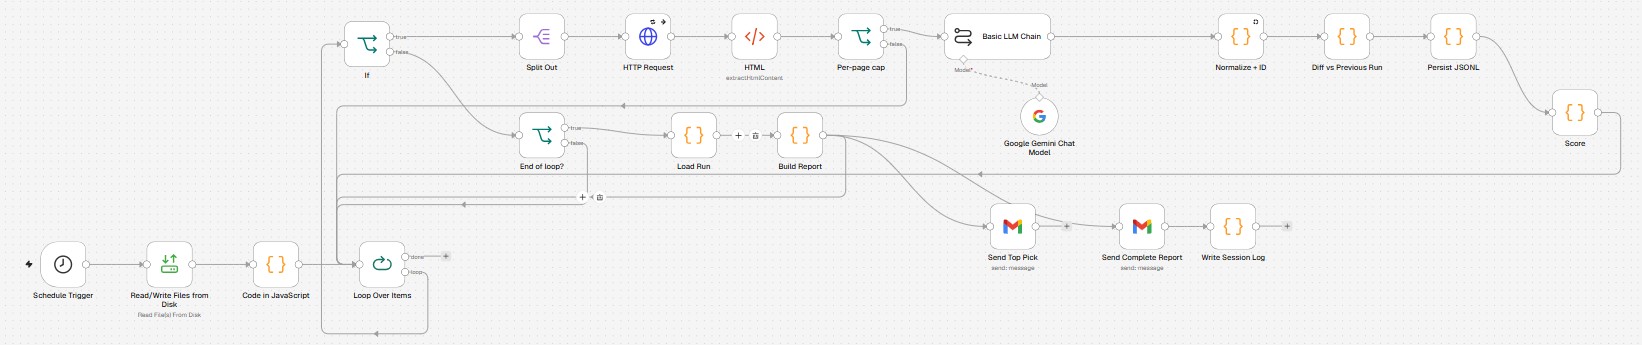 If
true
false
Split Out
HTTP Request
HTML
extractHtmlContent
Per-page cap
true
false
Basic LLM Chain
Model*
Model
Google Gemini Chat
Model
Normalize + ID
Diff vs Previous Run
Persist JSONL
Score
End of loop?
true
false
Load Run
Build Report
Send Top Pick
send: message
Send Complete Report
send: message
Write Session Log
Schedule Trigger
Read/Write Files from
Disk
Read File(s) From Disk
Code in JavaScript
Loop Over Items
done
loop